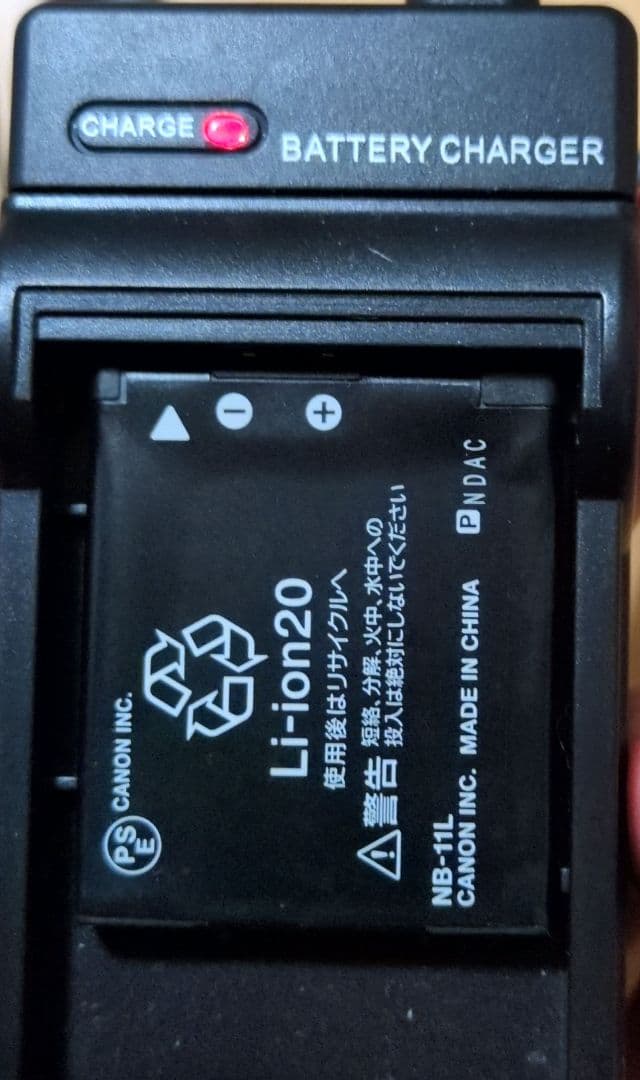 CHARGE
BATTERY CHARGER
PSE CANON INC.
Li-ion20
使用後はリサイクルへ
警告 短絡、分解、火中、水中への
投入は絶対にしないでください
NB-11L
CANON INC. MADE IN CHINA P NDAC